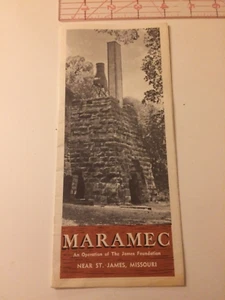 MARAMEC
An Operation of The James Foundation
NEAR ST. JAMES, MISSOURI